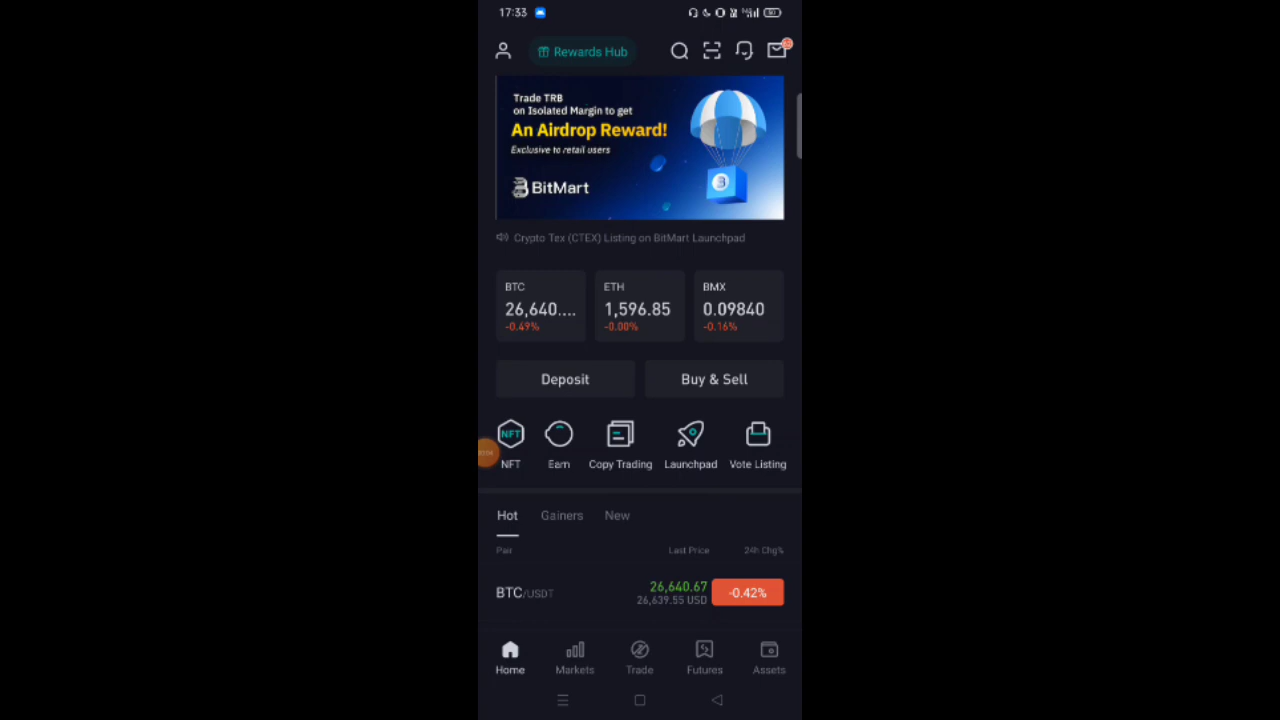 17:33
Rewards Hub
Trade TRB
on Isolated Margin to get
An Airdrop Reward!
Exclusive to retail users
BitMart
Crypto Tex (CTEX) Listing on BitMart Launchpad
BTC ETH BMX
26,640.... 1,596.85 0.09840
-0.49% -0.00% -0.16%
Deposit Buy & Sell
NFT
NFT Earn Copy Trading Launchpad Vote Listing
Hot Gainers New
Pair Last Price 24h Chg%
BTC/USDT 26,640.67 -0.42%
26,639.55 USD
Home Markets Trade Futures Assets